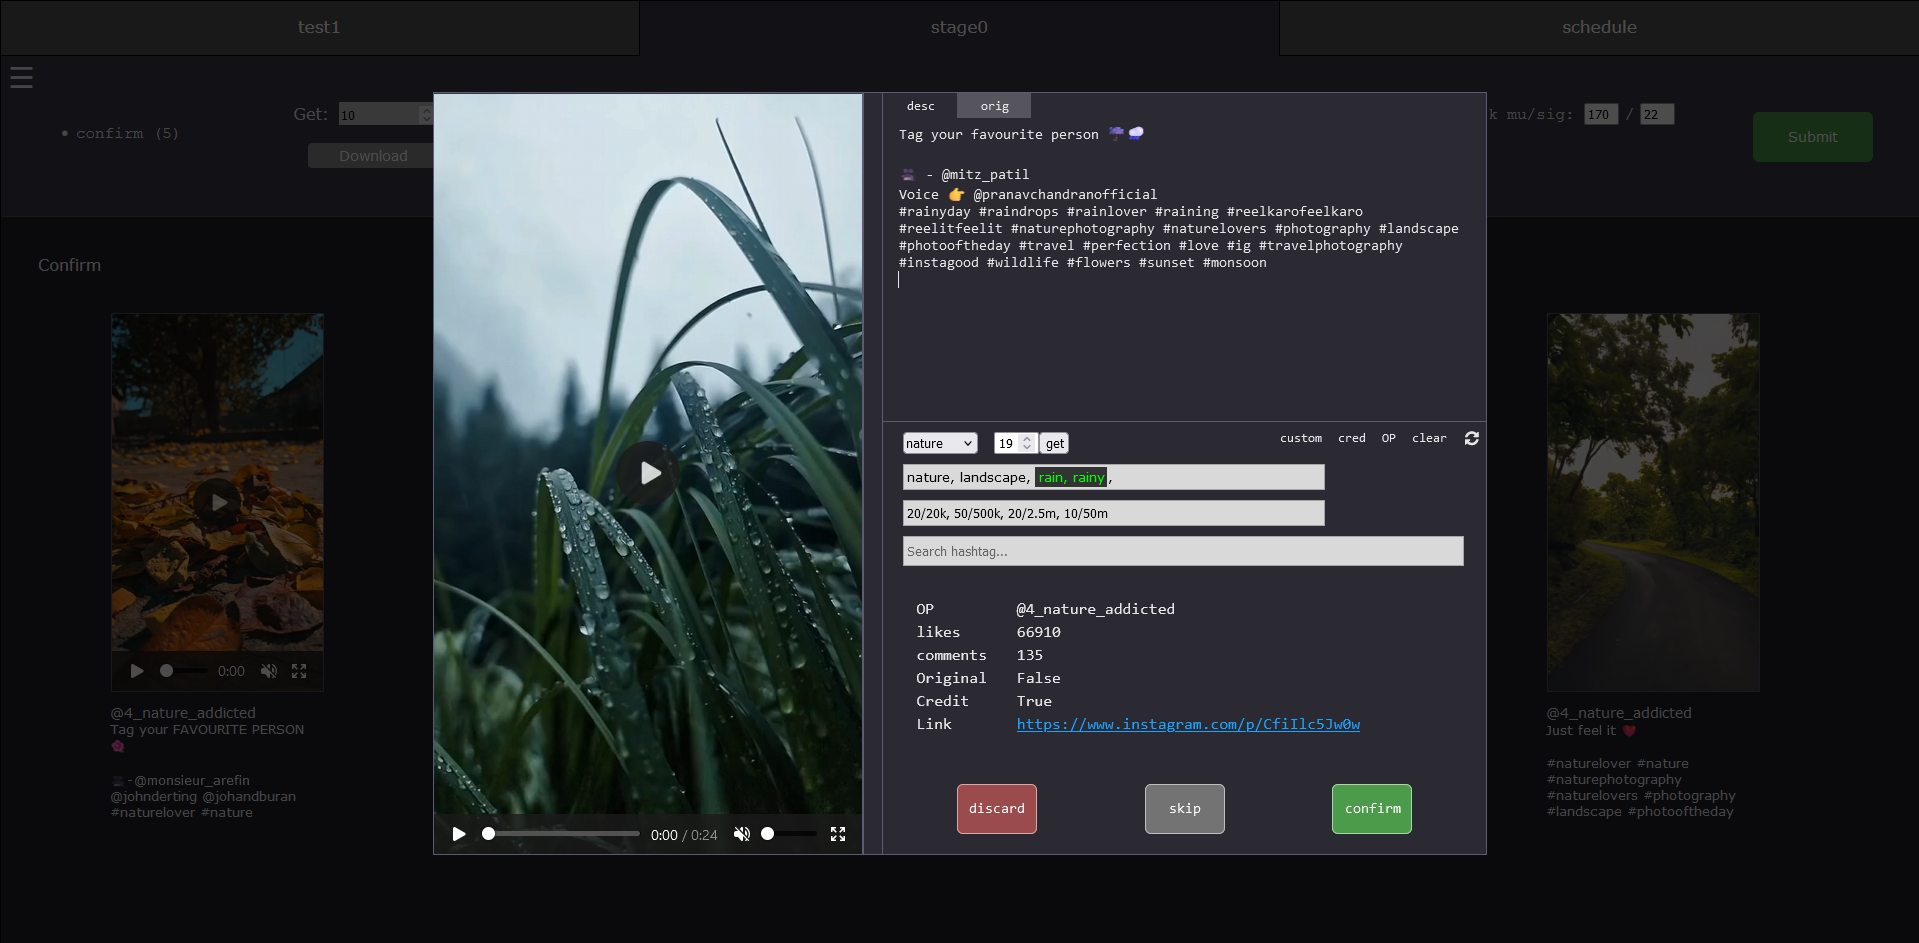 test1
stage0
schedule
☰
• confirm (5)
Get: 10
Download
k mu/sig: 170 / 22
Submit
Confirm
0:00
@4_nature_addicted
Tag your FAVOURITE PERSON
🌺
🎥-@monsieur_arefin
@johnderting @johandburan
#naturelover #nature
0:00 / 0:24
desc
orig
Tag your favourite person ☔🌧️
🎥 - @mitz_patil
Voice 👉 @pranavchandranofficial
#rainyday #raindrops #rainlover #raining #reelkarofeelkaro
#reelitfeelit #naturephotography #naturelovers #photography #landscape
#photooftheday #travel #perfection #love #ig #travelphotography
#instagood #wildlife #flowers #sunset #monsoon
nature
19
get
custom
cred
OP
clear
nature, landscape, rain, rainy,
20/20k, 50/500k, 20/2.5m, 10/50m
Search hashtag...
OP @4_nature_addicted
likes 66910
comments 135
Original False
Credit True
Link https://www.instagram.com/p/CfiIlc5Jw0w
discard
skip
confirm
@4_nature_addicted
Just feel it ❤️
#naturelover #nature
#naturephotography
#naturelovers #photography
#landscape #photooftheday